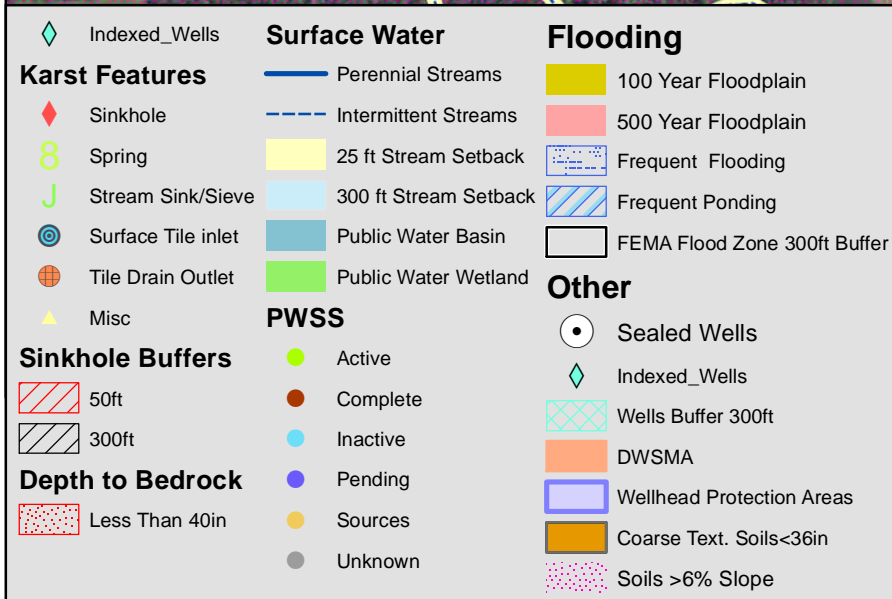 Indexed_Wells
Karst Features
Sinkhole
8 Spring
J Stream Sink/Sieve
Surface Tile inlet
Tile Drain Outlet
Misc
Sinkhole Buffers
50ft
300ft
Depth to Bedrock
Less Than 40in
Surface Water
Perennial Streams
Intermittent Streams
25 ft Stream Setback
300 ft Stream Setback
Public Water Basin
Public Water Wetland
PWSS
Active
Complete
Inactive
Pending
Sources
Unknown
Flooding
100 Year Floodplain
500 Year Floodplain
Frequent  Flooding
Frequent Ponding
FEMA Flood Zone 300ft Buffer
Other
Sealed Wells
Indexed_Wells
Wells Buffer 300ft
DWSMA
Wellhead Protection Areas
Coarse Text. Soils<36in
Soils >6% Slope